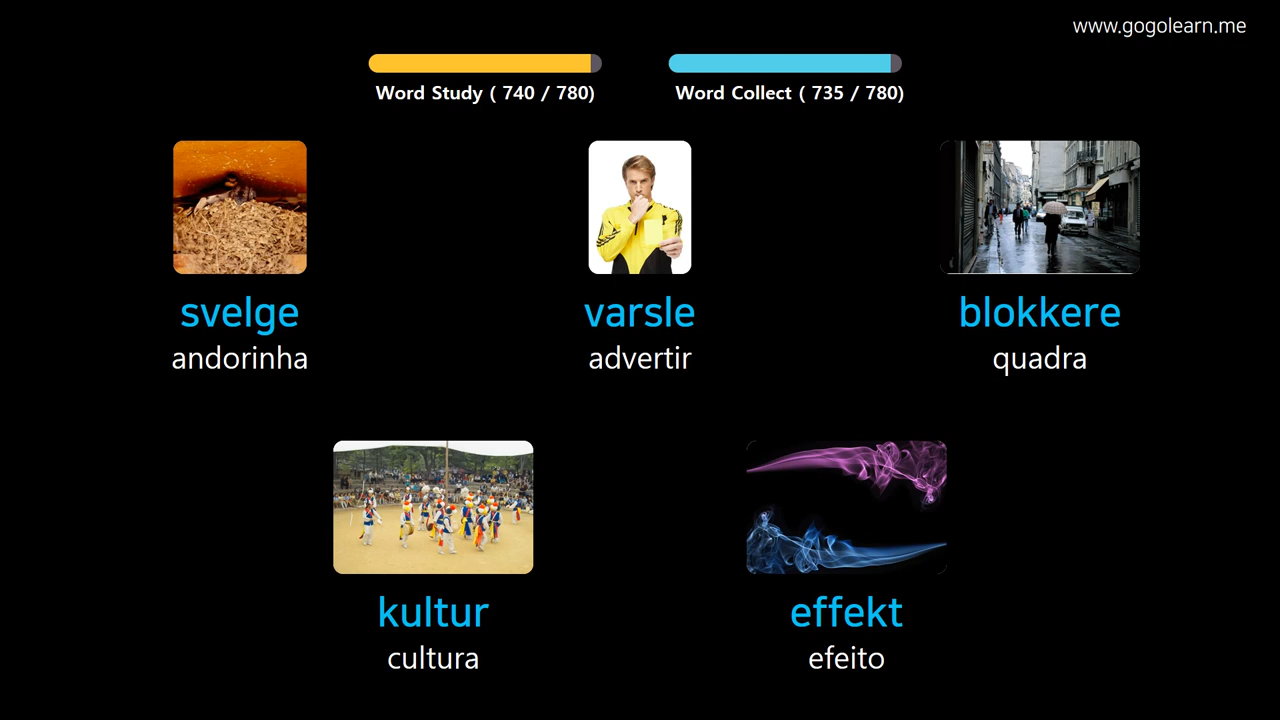 www.gogolearn.me
Word Study ( 740 / 780)
Word Collect ( 735 / 780)
svelge
andorinha
varsle
advertir
blokkere
quadra
kultur
cultura
effekt
efeito